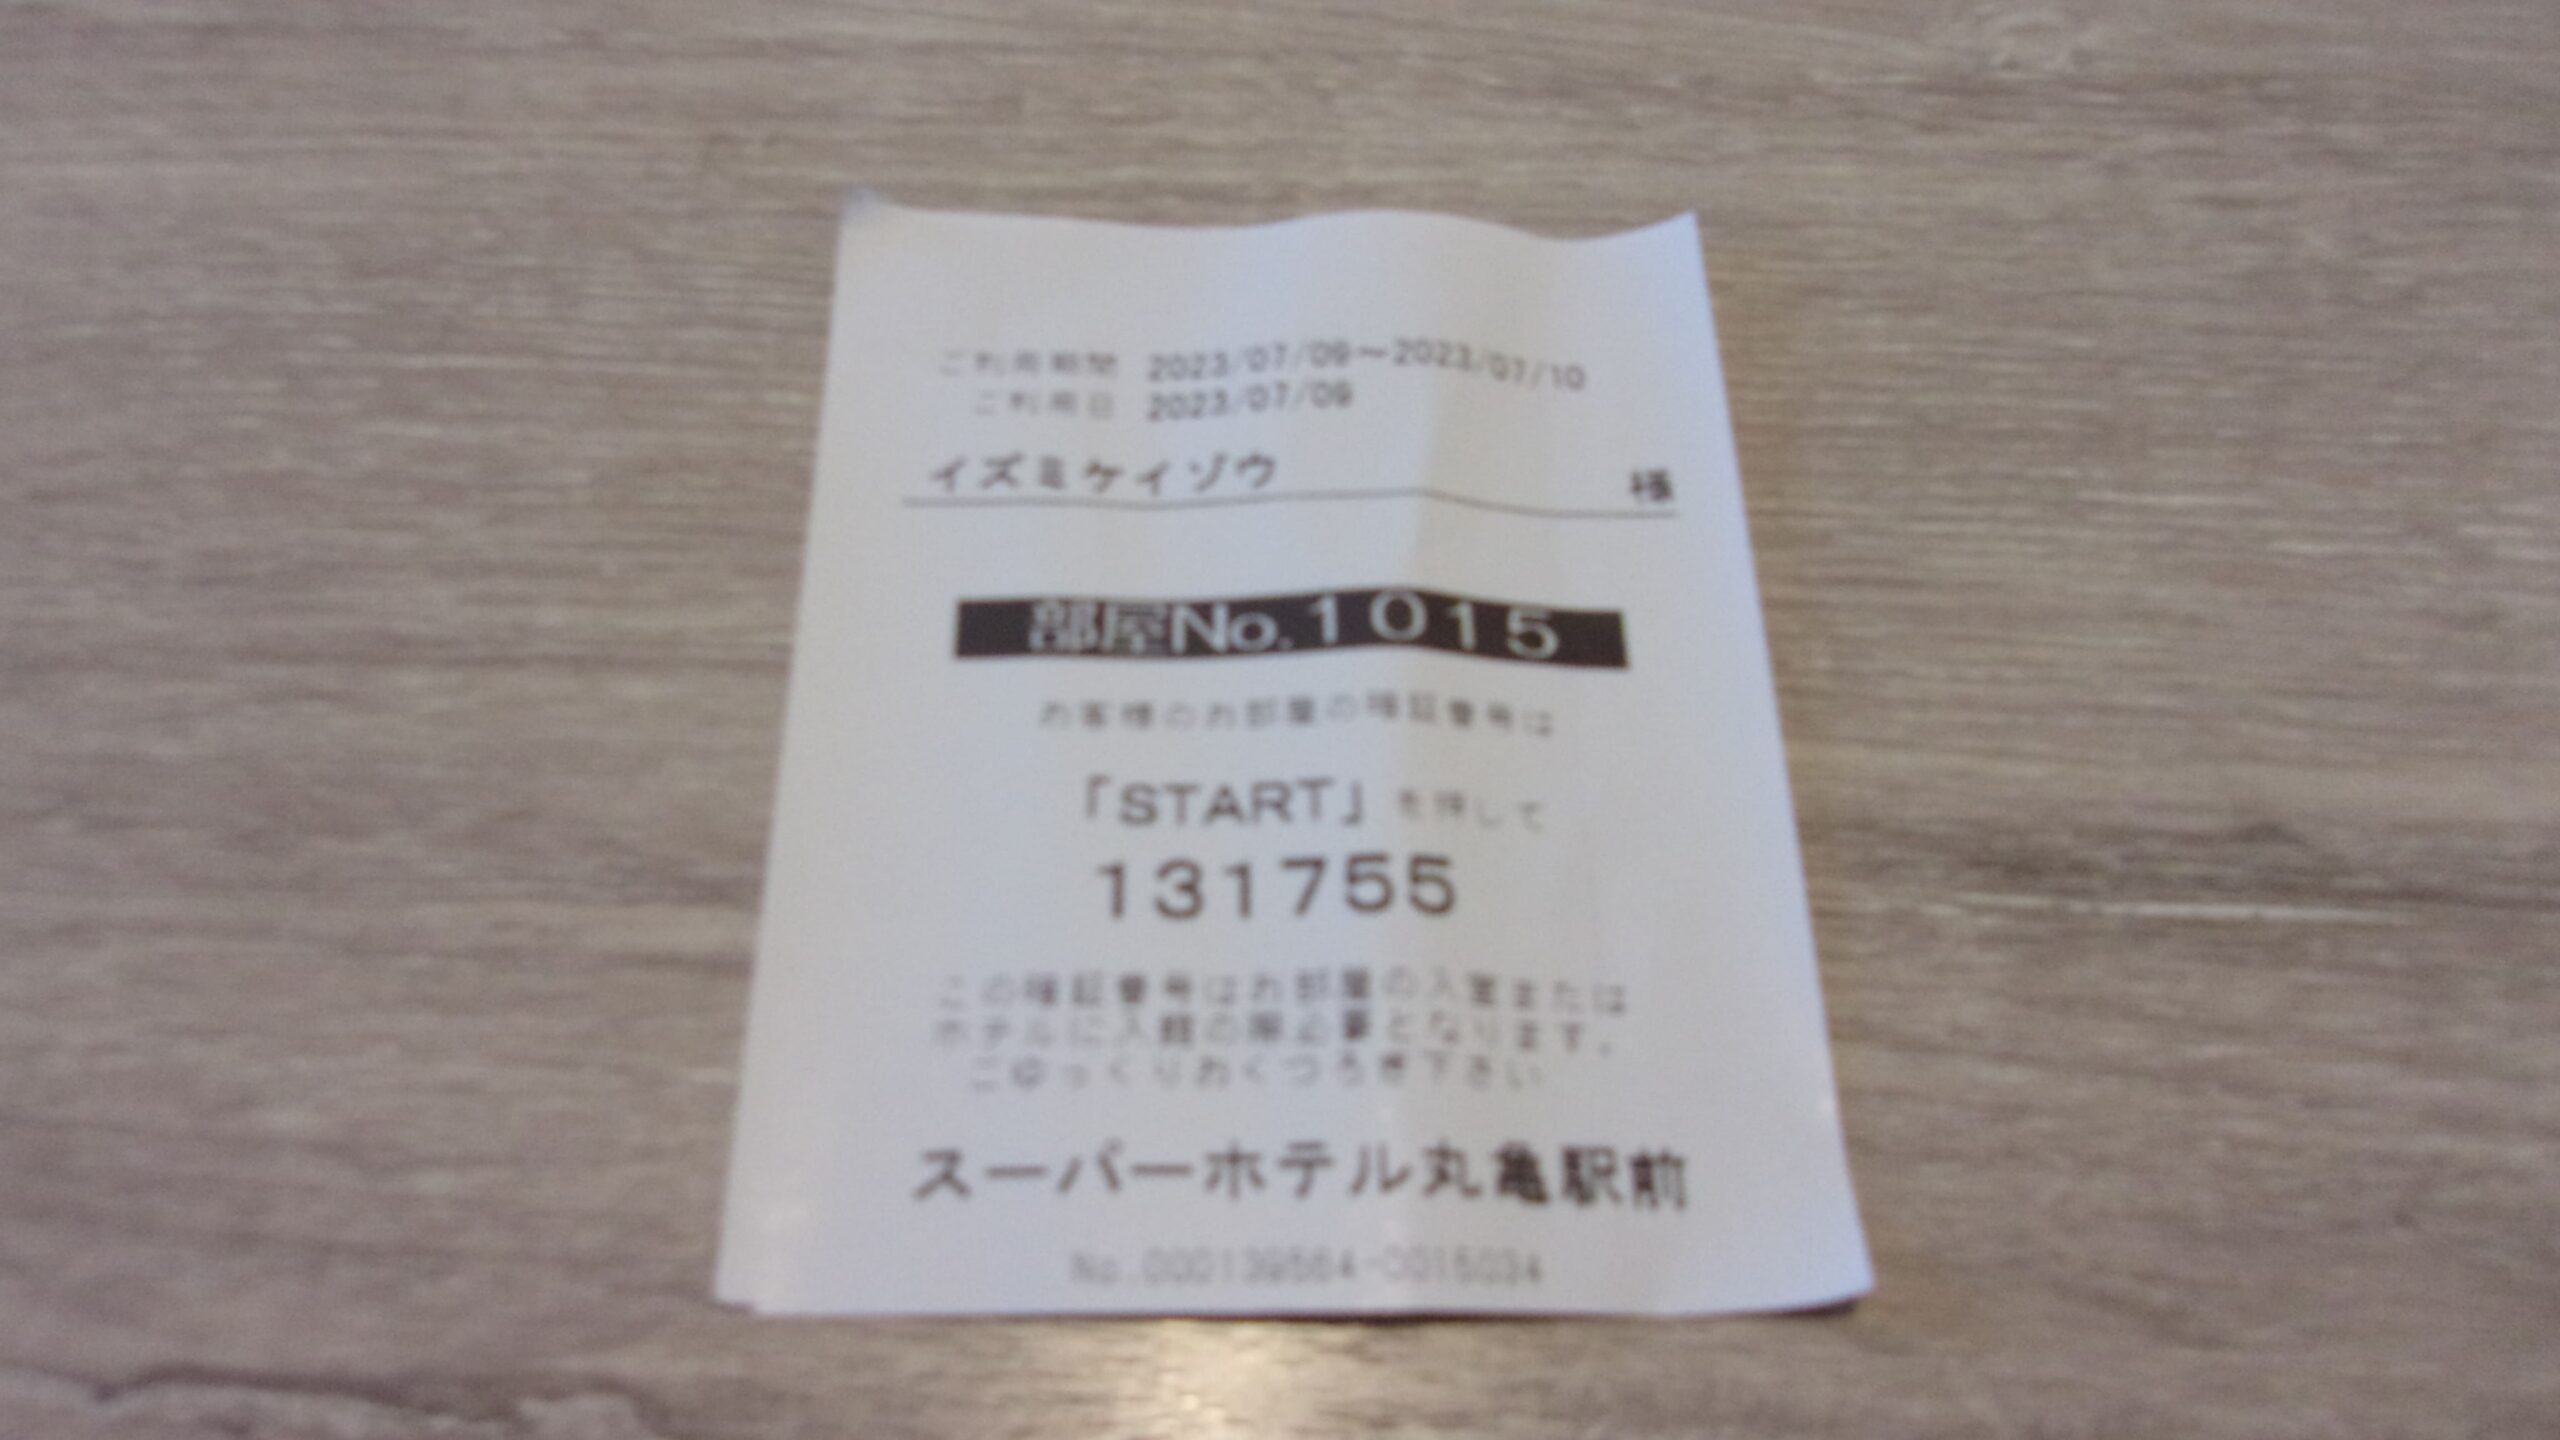 ご利用期間 2023/07/09～2023/07/10
ご利用日 2023/07/09
イズミケイゾウ 様
部屋No.1015
お客様のお部屋の暗証番号は
「START」を押して
131755
この暗証番号はお部屋の入室または
ホテルに入館の際必要となります。
ごゆっくりおくつろぎ下さい
スーパーホテル丸亀駅前
No.000139564-0015034